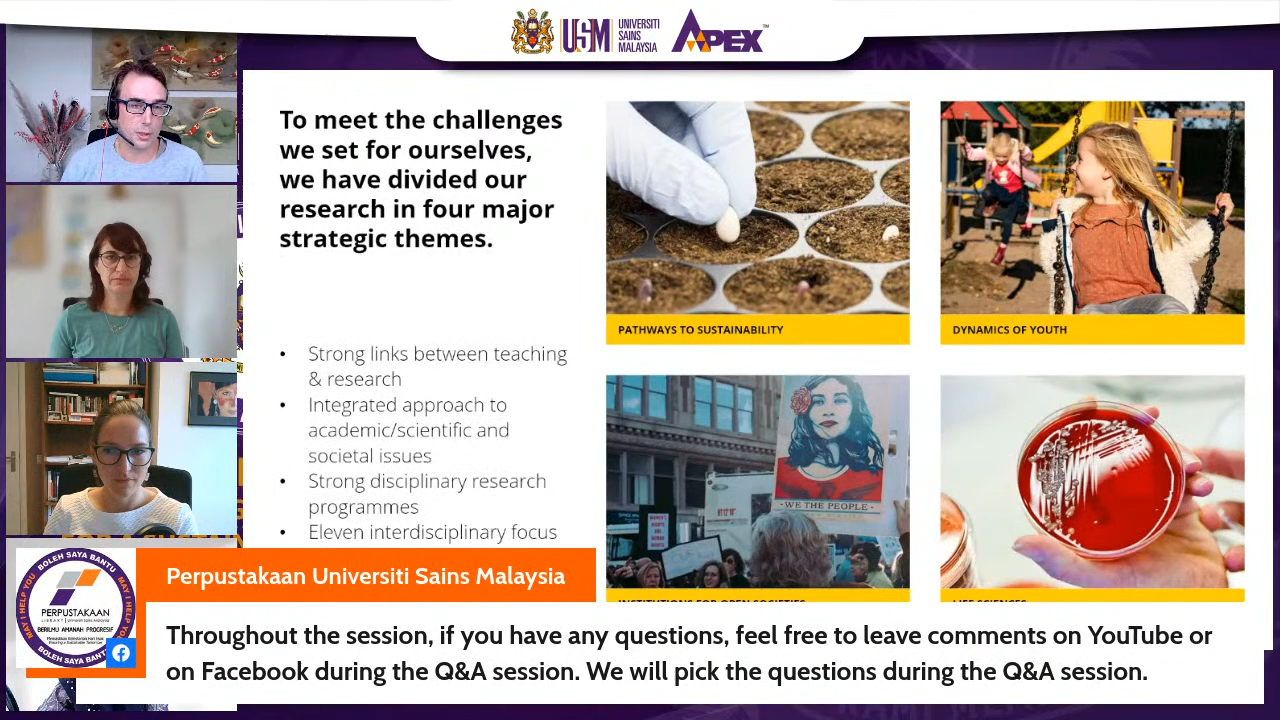 USM UNIVERSITI
SAINS
MALAYSIA
APEX™
To meet the challenges
we set for ourselves,
we have divided our
research in four major
strategic themes.
• Strong links between teaching
& research
• Integrated approach to
academic/scientific and
societal issues
• Strong disciplinary research
programmes
• Eleven interdisciplinary focus
PATHWAYS TO SUSTAINABILITY
DYNAMICS OF YOUTH
-WE THE PEOPLE-
INSTITUTIONS FOR OPEN SOCIETIES
LIFE SCIENCES
BOLEH SAYA BANTU
MAY I HELP YOU
PERPUSTAKAAN
BERILMU AMANAH PROGRESIF
Perpustakaan Universiti Sains Malaysia
Throughout the session, if you have any questions, feel free to leave comments on YouTube or
on Facebook during the Q&A session. We will pick the questions during the Q&A session.